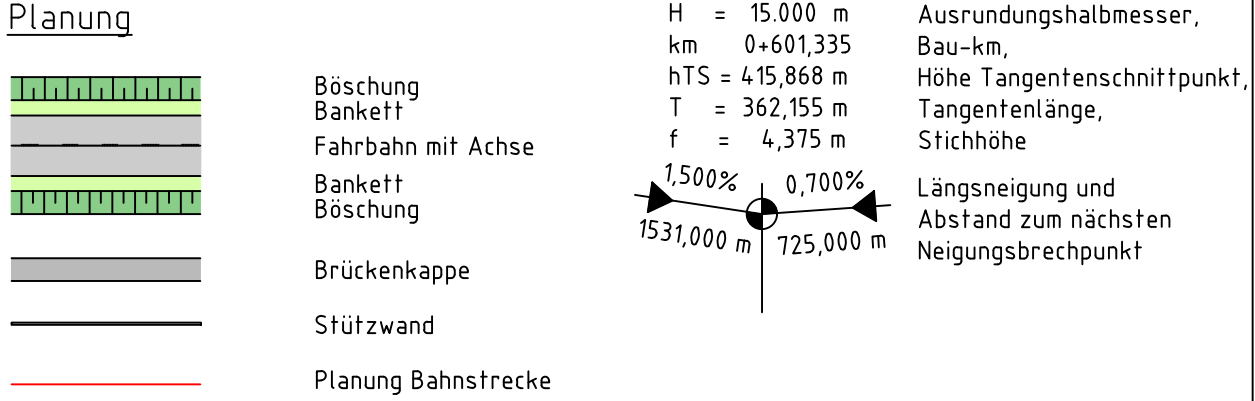 Planung
Böschung
Bankett
Fahrbahn mit Achse
Bankett
Böschung
Brückenkappe
Stützwand
Planung Bahnstrecke
H = 15.000 m Ausrundungshalbmesser,
km 0+601,335 Bau-km,
hTS = 415,868 m Höhe Tangentenschnittpunkt,
T = 362,155 m Tangentenlänge,
f = 4,375 m Stichhöhe
1,500% 0,700%
1531,000 m 725,000 m
Längsneigung und
Abstand zum nächsten
Neigungsbrechpunkt